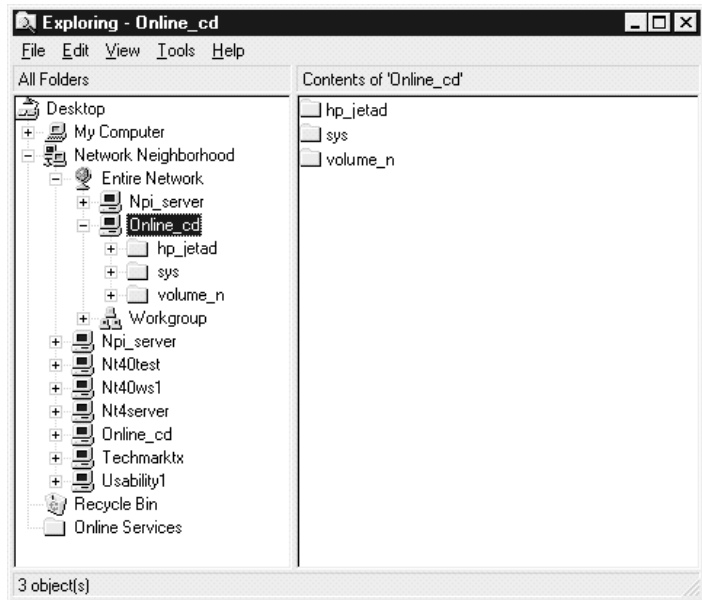 Exploring - Online_cd
File Edit View Tools Help
All Folders
Contents of 'Online_cd'
Desktop
My Computer
Network Neighborhood
Entire Network
Npi_server
Online_cd
hp_jetad
sys
volume_n
Workgroup
Npi_server
Nt40test
Nt40ws1
Nt4server
Online_cd
Techmarktx
Usability1
Recycle Bin
Online Services
hp_jetad
sys
volume_n
3 object(s)